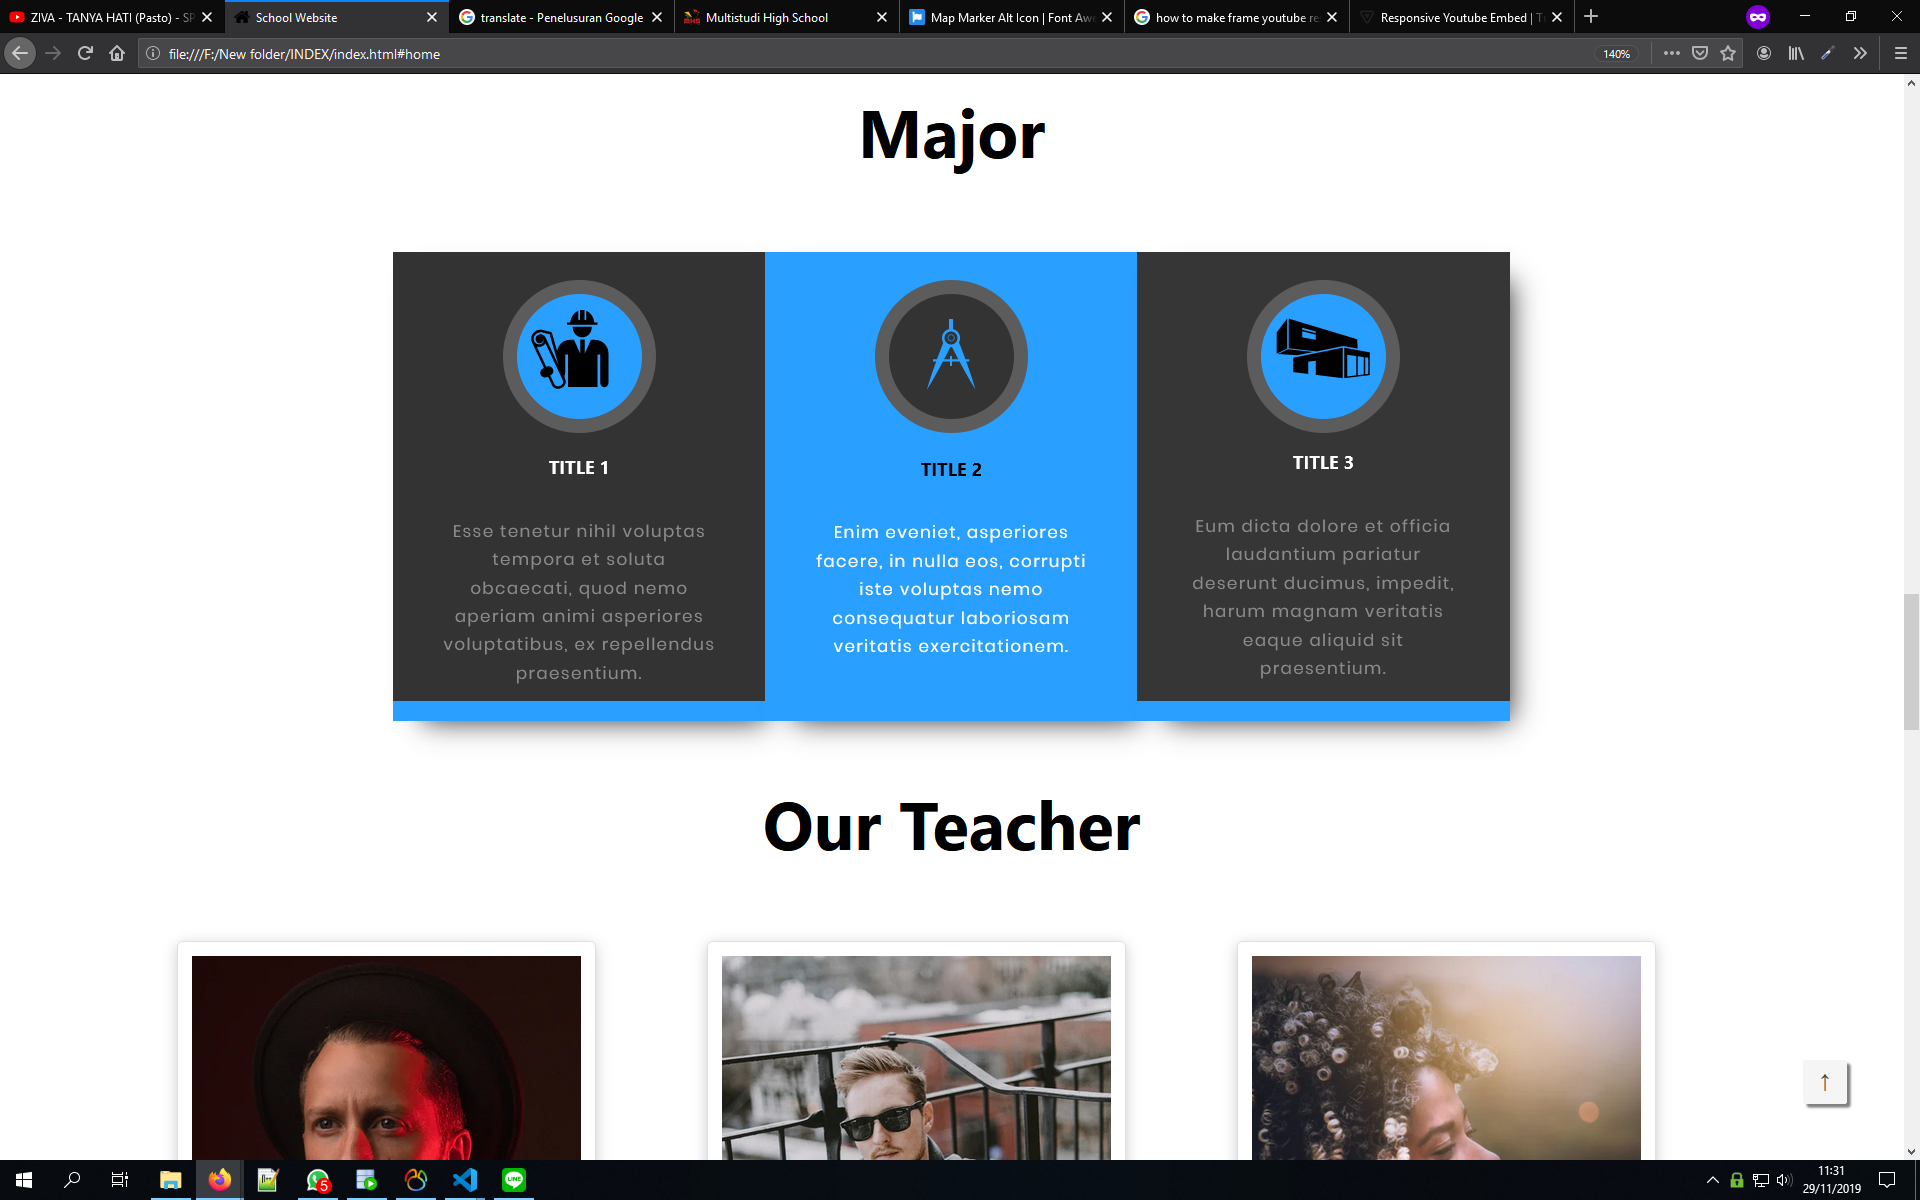 ZIVA - TANYA HATI (Pasto) - SP
School Website
translate - Penelusuran Google
Multistudi High School
Map Marker Alt Icon | Font Aw
how to make frame youtube re
Responsive Youtube Embed | T
file:///F:/New folder/INDEX/index.html#home
140%
Major
TITLE 1
Esse tenetur nihil voluptas
tempora et soluta
obcaecati, quod nemo
aperiam animi asperiores
voluptatibus, ex repellendus
praesentium.
TITLE 2
Enim eveniet, asperiores
facere, in nulla eos, corrupti
iste voluptas nemo
consequatur laboriosam
veritatis exercitationem.
TITLE 3
Eum dicta dolore et officia
laudantium pariatur
deserunt ducimus, impedit,
harum magnam veritatis
eaque aliquid sit
praesentium.
Our Teacher
↑
5
LINE
11:31
29/11/2019